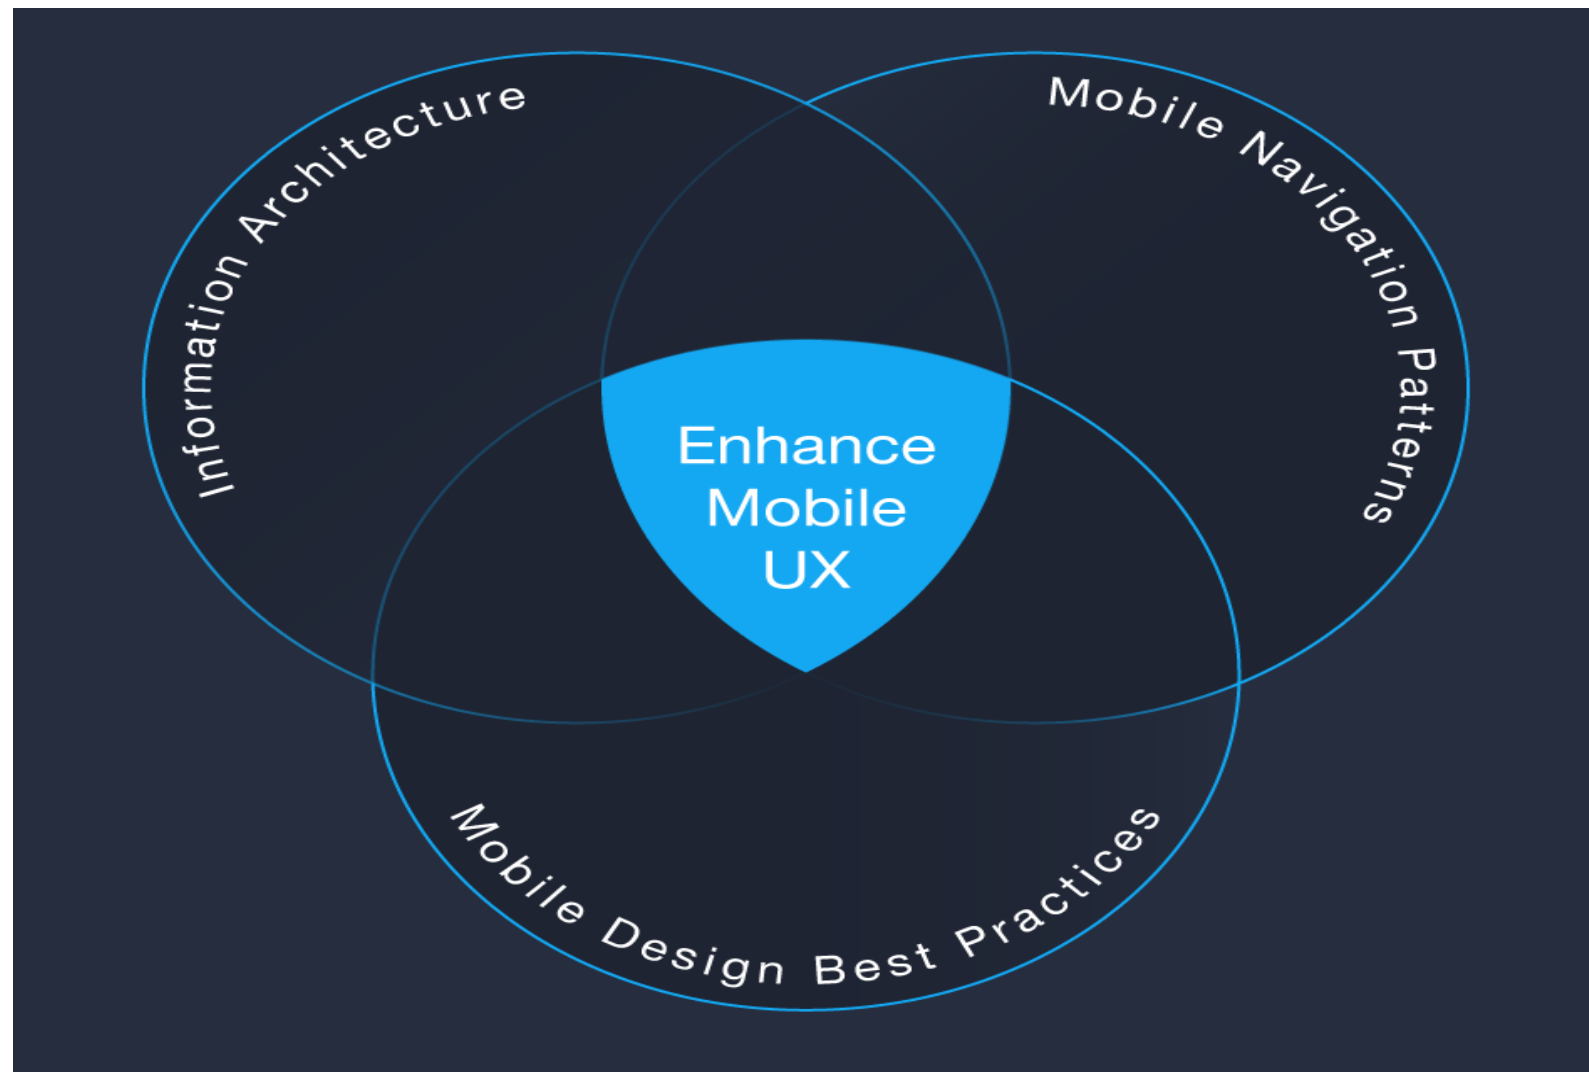 Information Architecture
Mobile Navigation Patterns
Enhance
Mobile
UX
Mobile Design Best Practices